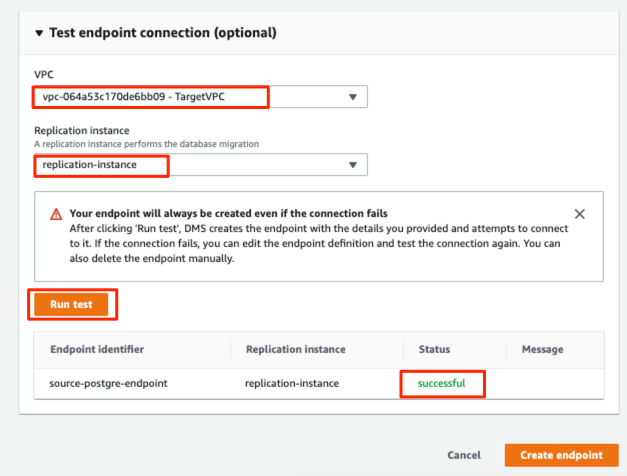 Test endpoint connection (optional)
VPC
vpc-064a53c170de6bb09 - TargetVPC
Replication instance
A replication instance performs the database migration
replication-instance
Your endpoint will always be created even if the connection fails
After clicking 'Run test', DMS creates the endpoint with the details you provided and attempts to connect
to it. If the connection fails, you can edit the endpoint definition and test the connection again. You can
also delete the endpoint manually.
Run test
Endpoint identifier Replication instance Status Message
source-postgre-endpoint replication-instance successful
Cancel Create endpoint